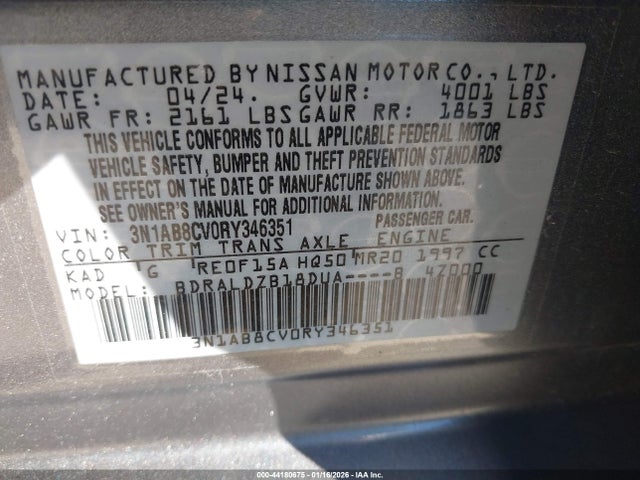 MANUFACTURED BY NISSAN MOTOR CO., LTD.
DATE: 04/24. GVWR: 4001 LBS
GAWR FR: 2161 LBS GAWR RR: 1863 LBS
THIS VEHICLE CONFORMS TO ALL APPLICABLE FEDERAL MOTOR
VEHICLE SAFETY, BUMPER AND THEFT PREVENTION STANDARDS
IN EFFECT ON THE DATE OF MANUFACTURE SHOWN ABOVE.
SEE OWNER'S MANUAL FOR ADDITIONAL INFORMATION.
VIN: 3N1AB8CV0RY346351 PASSENGER CAR.
COLOR TRIM TRANS AXLE ENGINE
KAD G RE0F15A HQ50 MR20 1997 CC
MODEL: BDRALDZB18DUA----B 4Z000
3N1AB8CV0RY346351
000-44180675 - 01/16/2026 - IAA Inc.